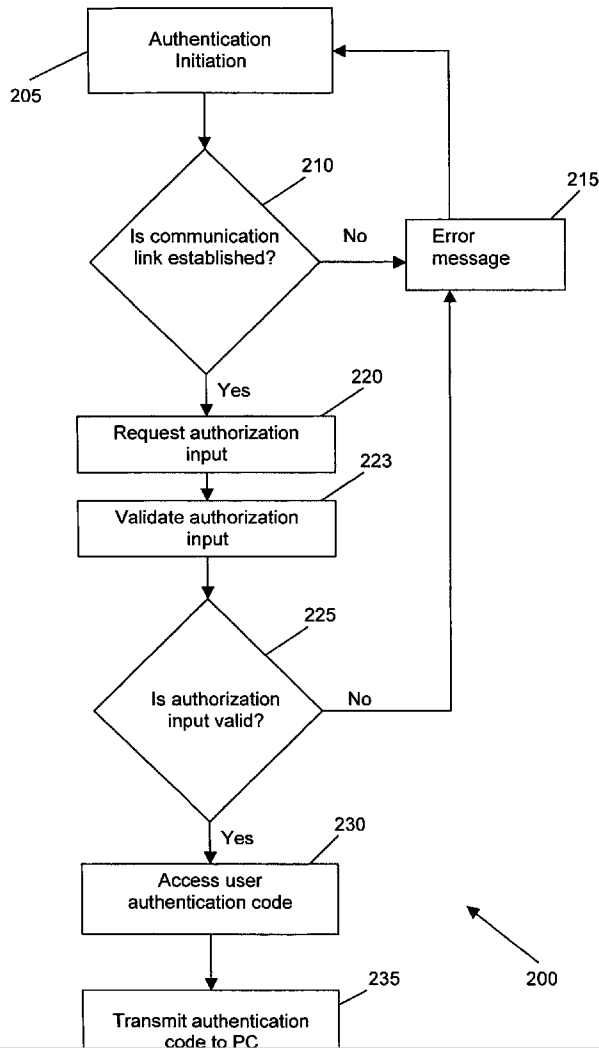 Authentication
Initiation
205
210
215
Is communication
link established?
No
Error
message
Yes
220
Request authorization
input
223
Validate authorization
input
225
Is authorization
input valid?
No
Yes
230
Access user
authentication code
200
235
Transmit authentication
code to PC